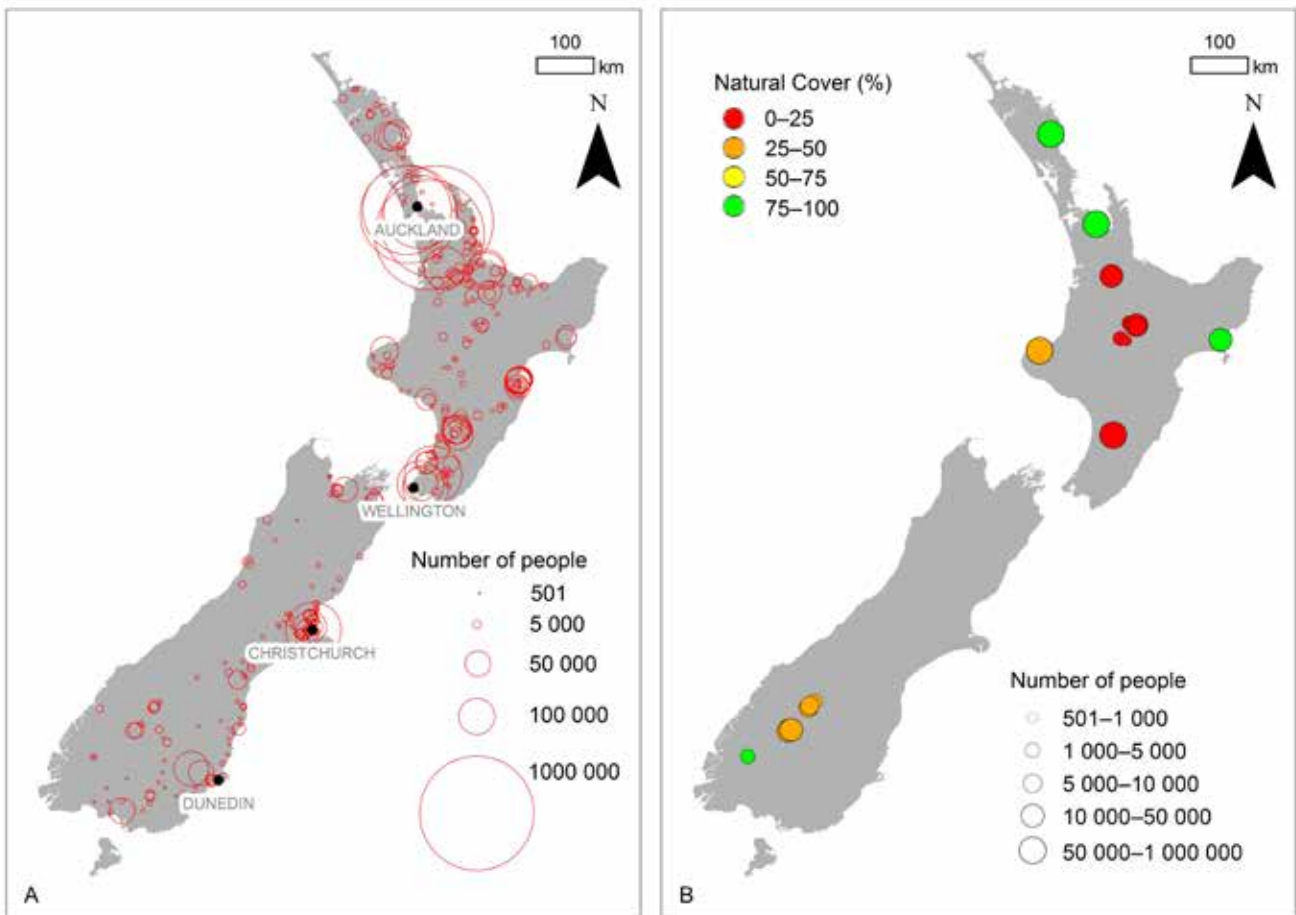 100
km
N
AUCKLAND
WELLINGTON
Number of people
501
5 000
50 000
100 000
1000 000
CHRISTCHURCH
DUNEDIN
A
100
km
N
Natural Cover (%)
0–25
25–50
50–75
75–100
Number of people
501–1 000
1 000–5 000
5 000–10 000
10 000–50 000
50 000–1 000 000
B